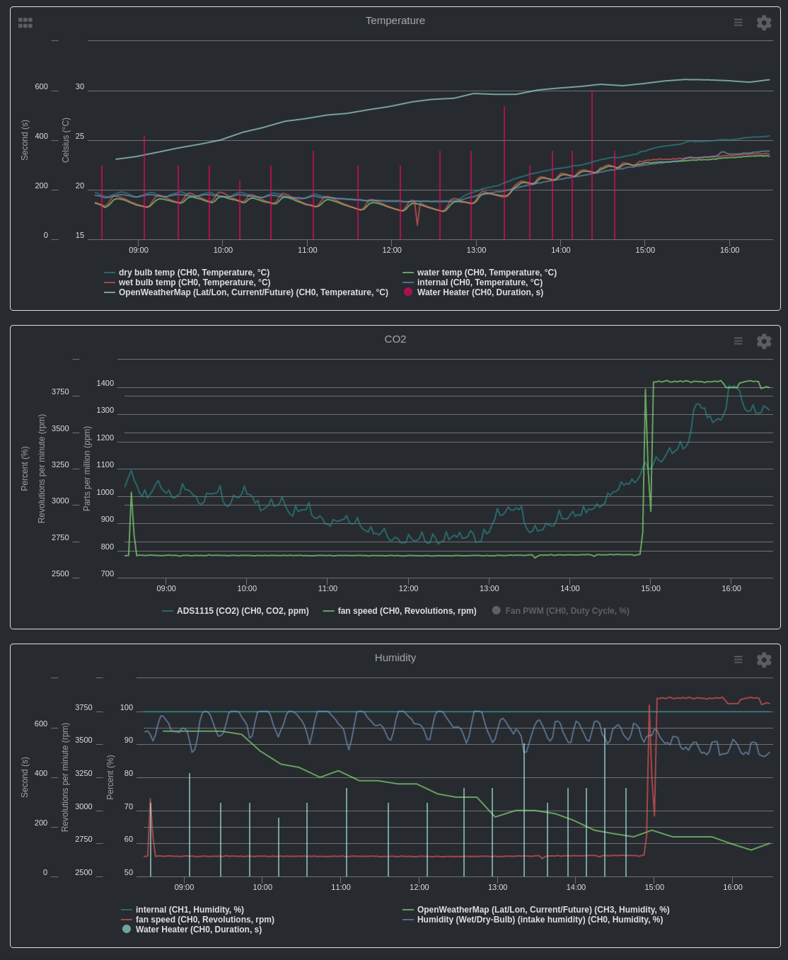 Temperature
Second (s)
600
400
200
0
Celsius (°C)
30
25
20
15
09:00 10:00 11:00 12:00 13:00 14:00 15:00 16:00
dry bulb temp (CH0, Temperature, °C) water temp (CH0, Temperature, °C)
wet bulb temp (CH0, Temperature, °C) internal (CH0, Temperature, °C)
OpenWeatherMap (Lat/Lon, Current/Future) (CH0, Temperature, °C) Water Heater (CH0, Duration, s)
CO2
Percent (%)
Revolutions per minute (rpm)
3750
3500
3250
3000
2750
2500
Parts per million (ppm)
1400
1300
1200
1100
1000
900
800
700
09:00 10:00 11:00 12:00 13:00 14:00 15:00 16:00
ADS1115 (CO2) (CH0, CO2, ppm) fan speed (CH0, Revolutions, rpm) Fan PWM (CH0, Duty Cycle, %)
Humidity
Second (s)
600
400
200
0
Revolutions per minute (rpm)
3750
3500
3250
3000
2750
2500
Percent (%)
100
90
80
70
60
50
09:00 10:00 11:00 12:00 13:00 14:00 15:00 16:00
internal (CH1, Humidity, %) OpenWeatherMap (Lat/Lon, Current/Future) (CH3, Humidity, %)
fan speed (CH0, Revolutions, rpm) Humidity (Wet/Dry-Bulb) (intake humidity) (CH0, Humidity, %)
Water Heater (CH0, Duration, s)